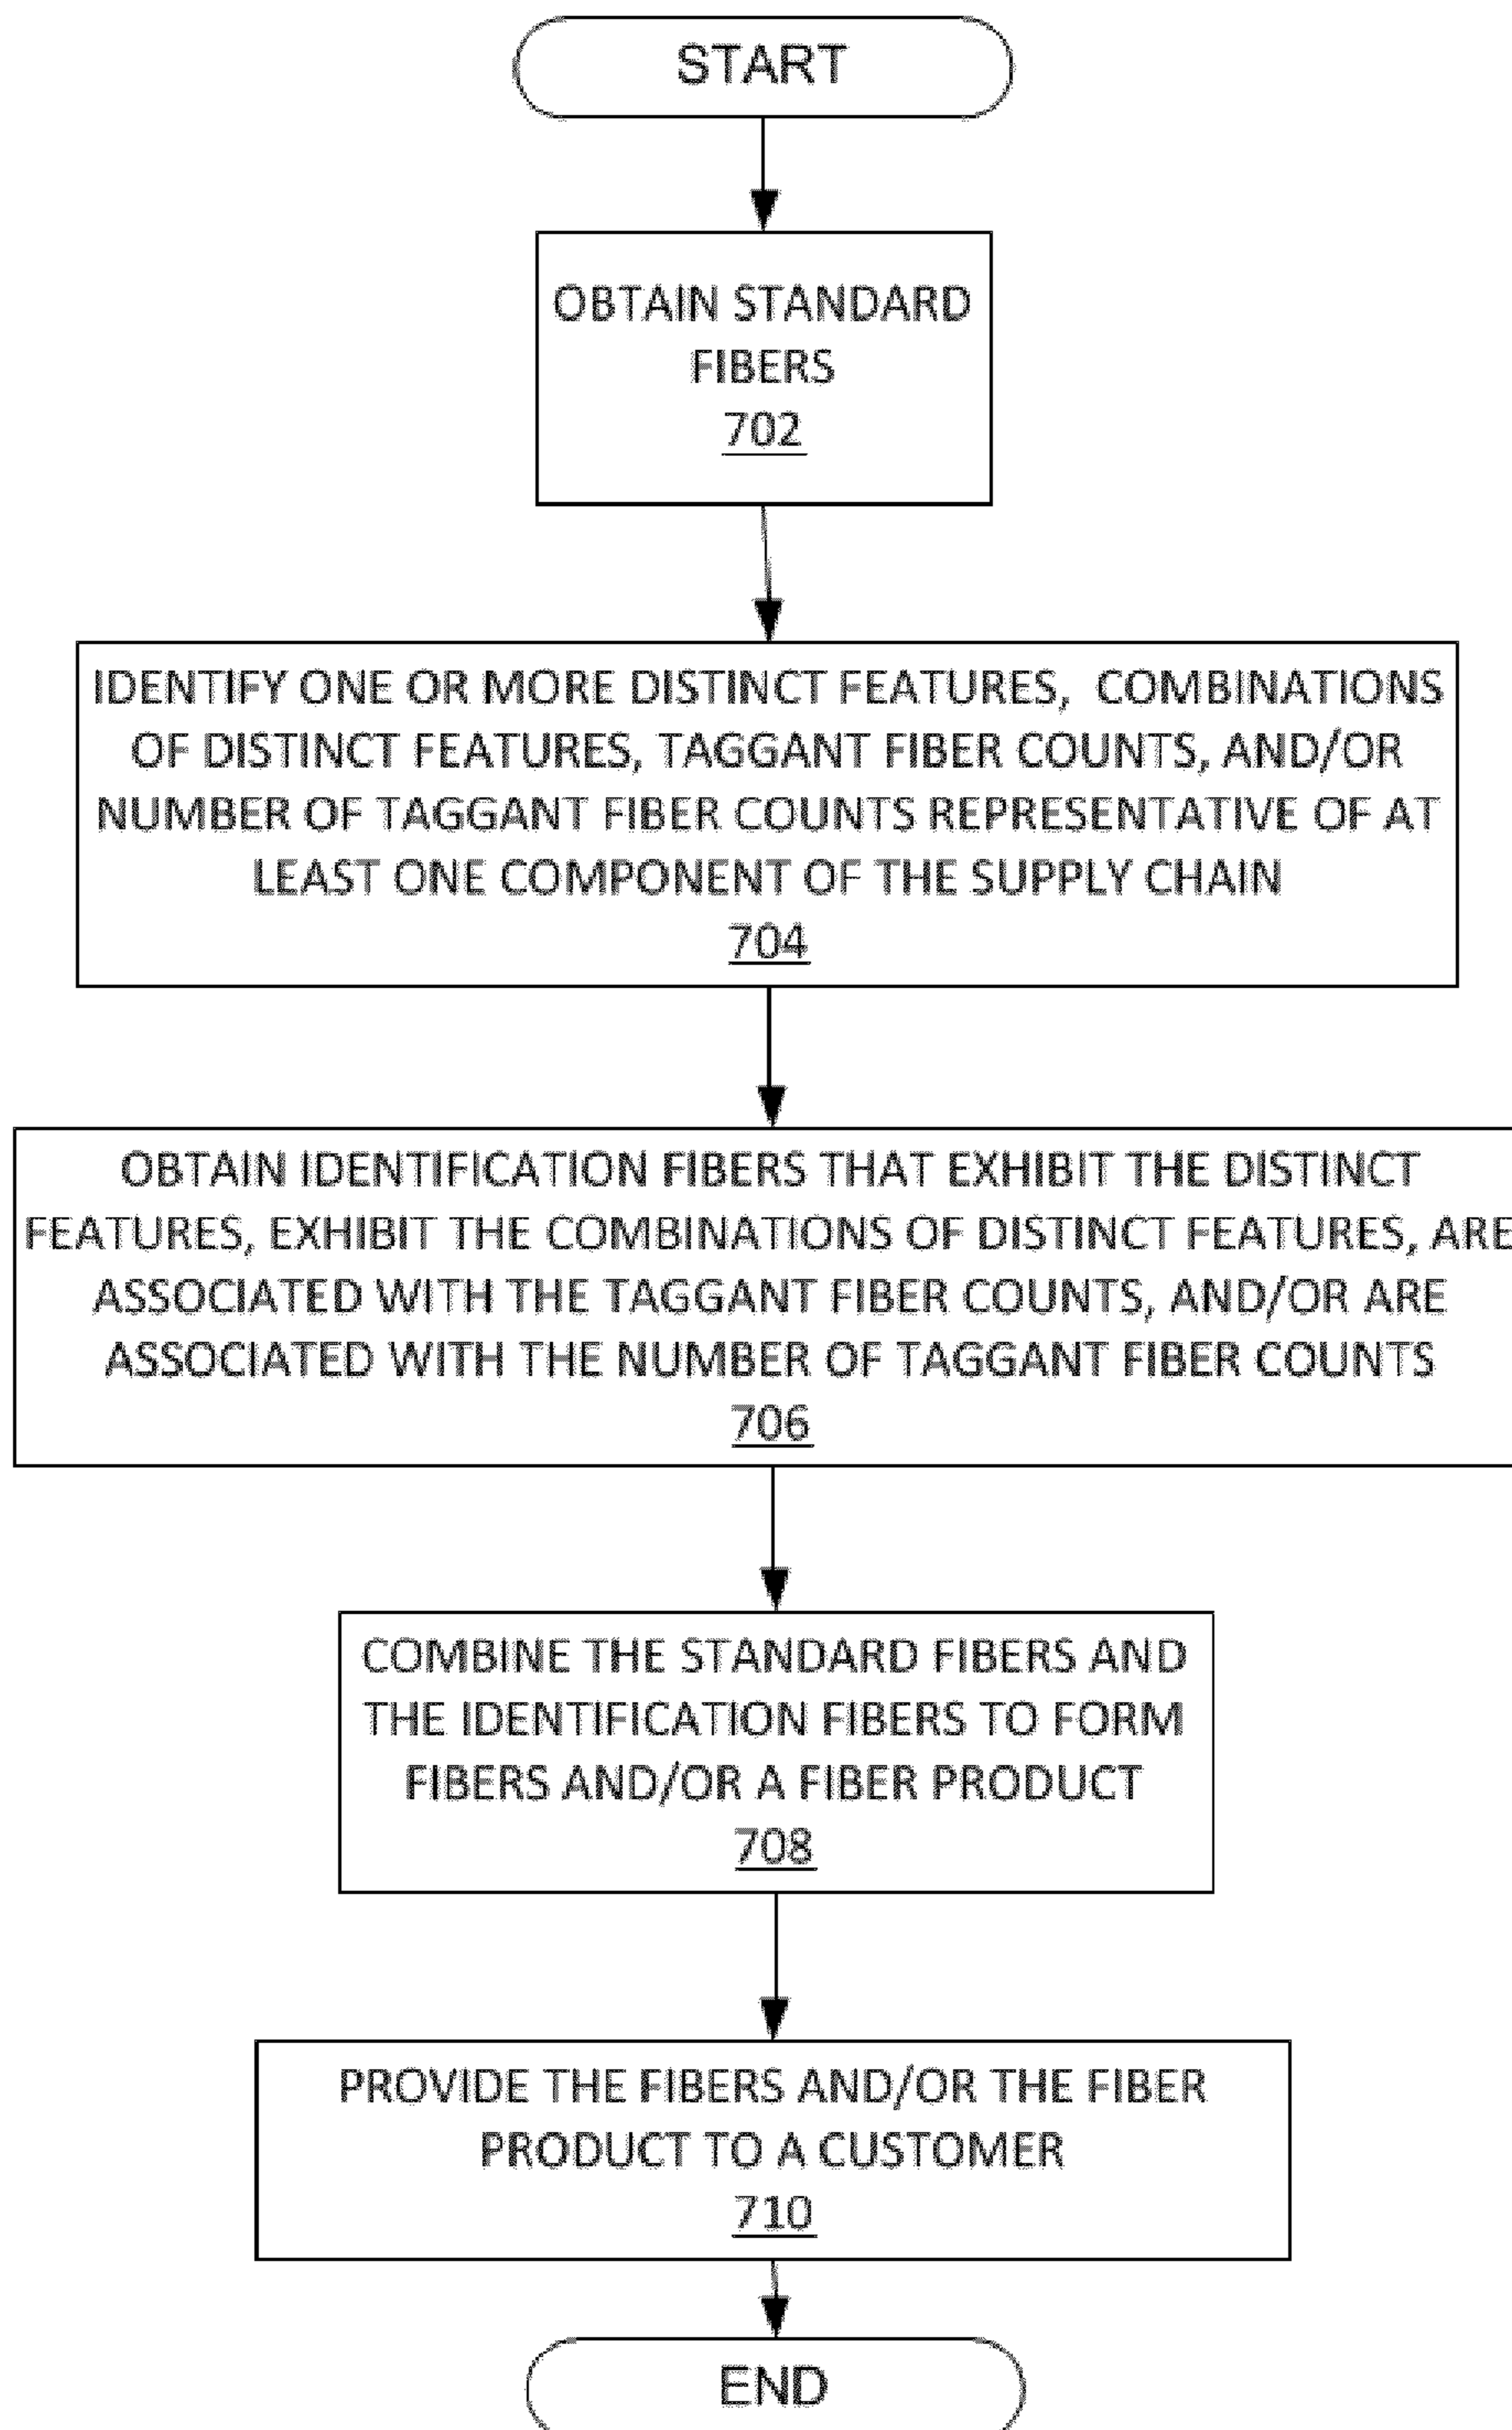 START
OBTAIN STANDARD
FIBERS
702
IDENTIFY ONE OR MORE DISTINCT FEATURES, COMBINATIONS
OF DISTINCT FEATURES, TAGGANT FIBER COUNTS, AND/OR
NUMBER OF TAGGANT FIBER COUNTS REPRESENTATIVE OF AT
LEAST ONE COMPONENT OF THE SUPPLY CHAIN
704
OBTAIN IDENTIFICATION FIBERS THAT EXHIBIT THE DISTINCT
FEATURES, EXHIBIT THE COMBINATIONS OF DISTINCT FEATURES, ARE
ASSOCIATED WITH THE TAGGANT FIBER COUNTS, AND/OR ARE
ASSOCIATED WITH THE NUMBER OF TAGGANT FIBER COUNTS
706
COMBINE THE STANDARD FIBERS AND
THE IDENTIFICATION FIBERS TO FORM
FIBERS AND/OR A FIBER PRODUCT
708
PROVIDE THE FIBERS AND/OR THE FIBER
PRODUCT TO A CUSTOMER
710
END